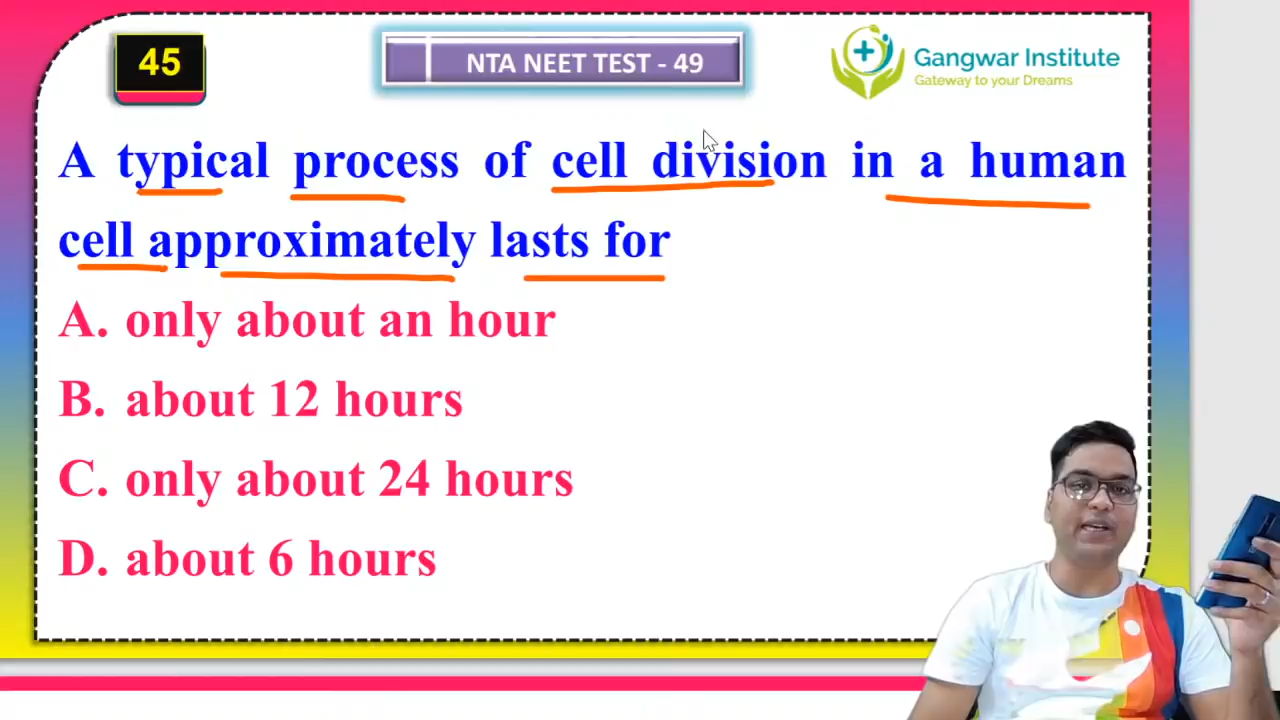 45
NTA NEET TEST - 49
Gangwar Institute
Gateway to your Dreams
A typical process of cell division in a human
cell approximately lasts for
A. only about an hour
B. about 12 hours
C. only about 24 hours
D. about 6 hours